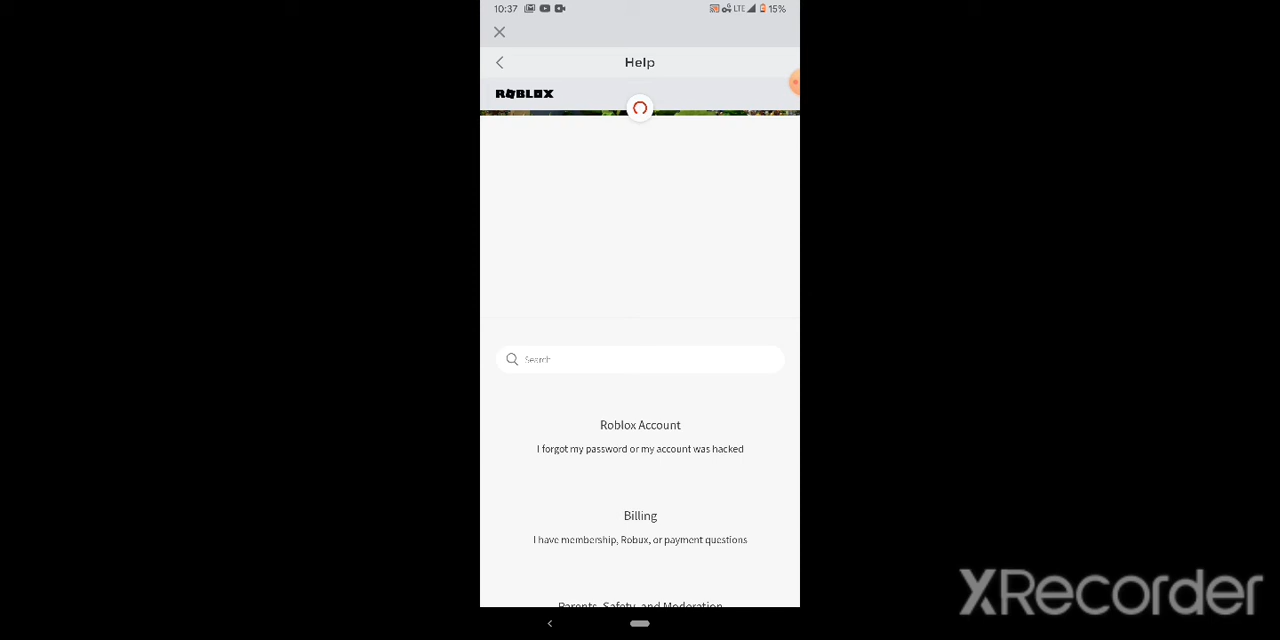 10:37 LTE 15%
Help
ROBLOX
Search
Roblox Account
I forgot my password or my account was hacked
Billing
I have membership, Robux, or payment questions
Parents, Safety, and Moderation
XRecorder